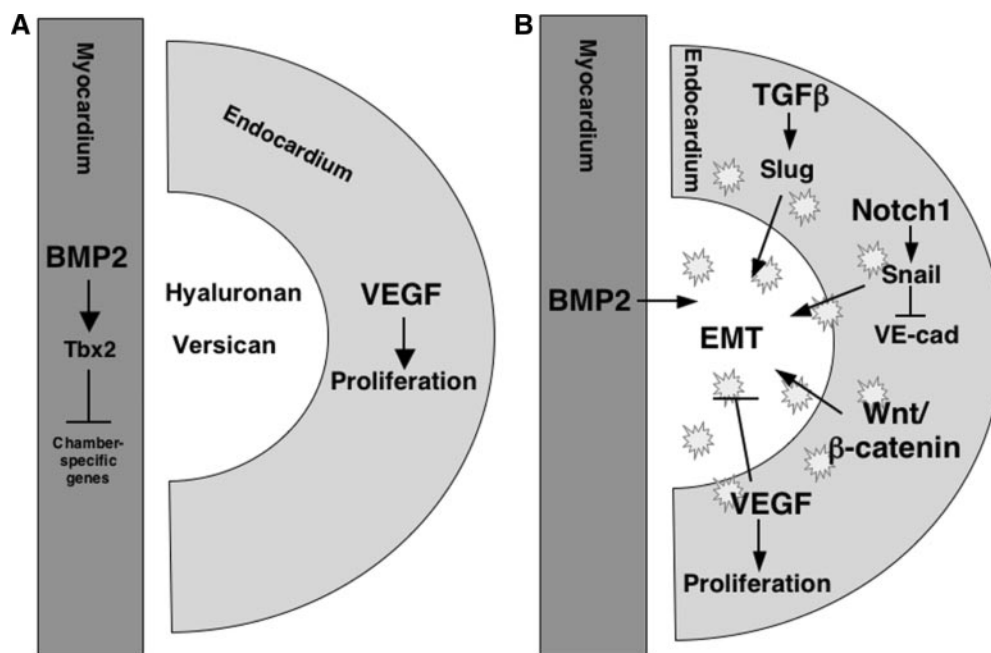 A
Myocardium
BMP2
Tbx2
Chamber-
specific
genes
Endocardium
Hyaluronan
Versican
VEGF
Proliferation
B
Myocardium
BMP2
Endocardium
TGFβ
Slug
Notch1
Snail
VE-cad
EMT
Wnt/
β-catenin
VEGF
Proliferation